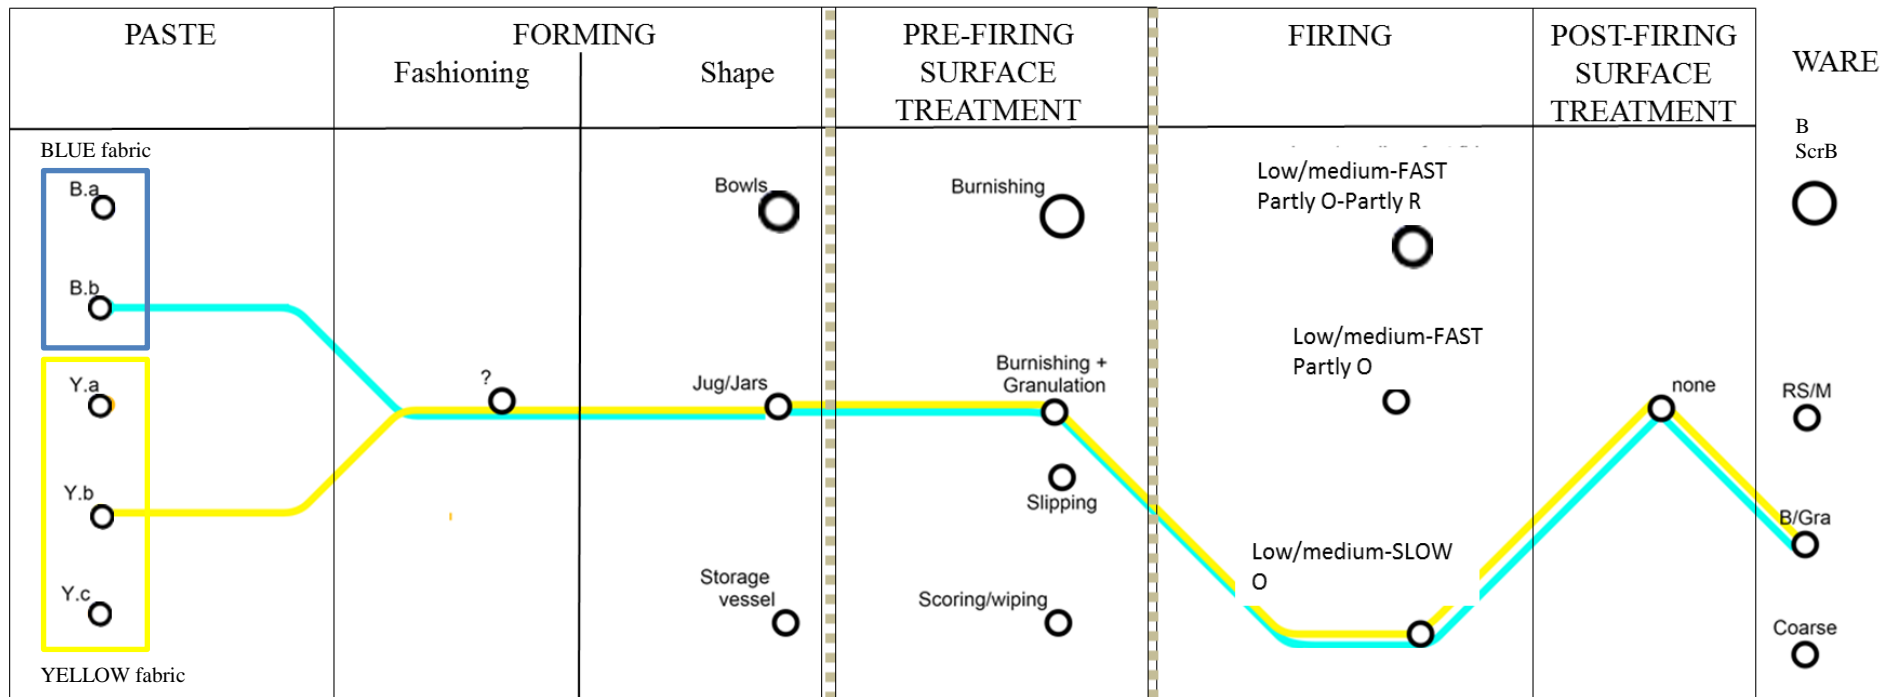 PASTE
FORMING
Fashioning
Shape
PRE-FIRING
SURFACE
TREATMENT
FIRING
POST-FIRING
SURFACE
TREATMENT
WARE
B
ScrB
BLUE fabric
B.a
B.b
Y.a
Y.b
Y.c
YELLOW fabric
?
Bowls
Jug/Jars
Storage
vessel
Burnishing
Burnishing +
Granulation
Slipping
Scoring/wiping
Low/medium-FAST
Partly O-Partly R
Low/medium-FAST
Partly O
Low/medium-SLOW
O
none
RS/M
B/Gra
Coarse